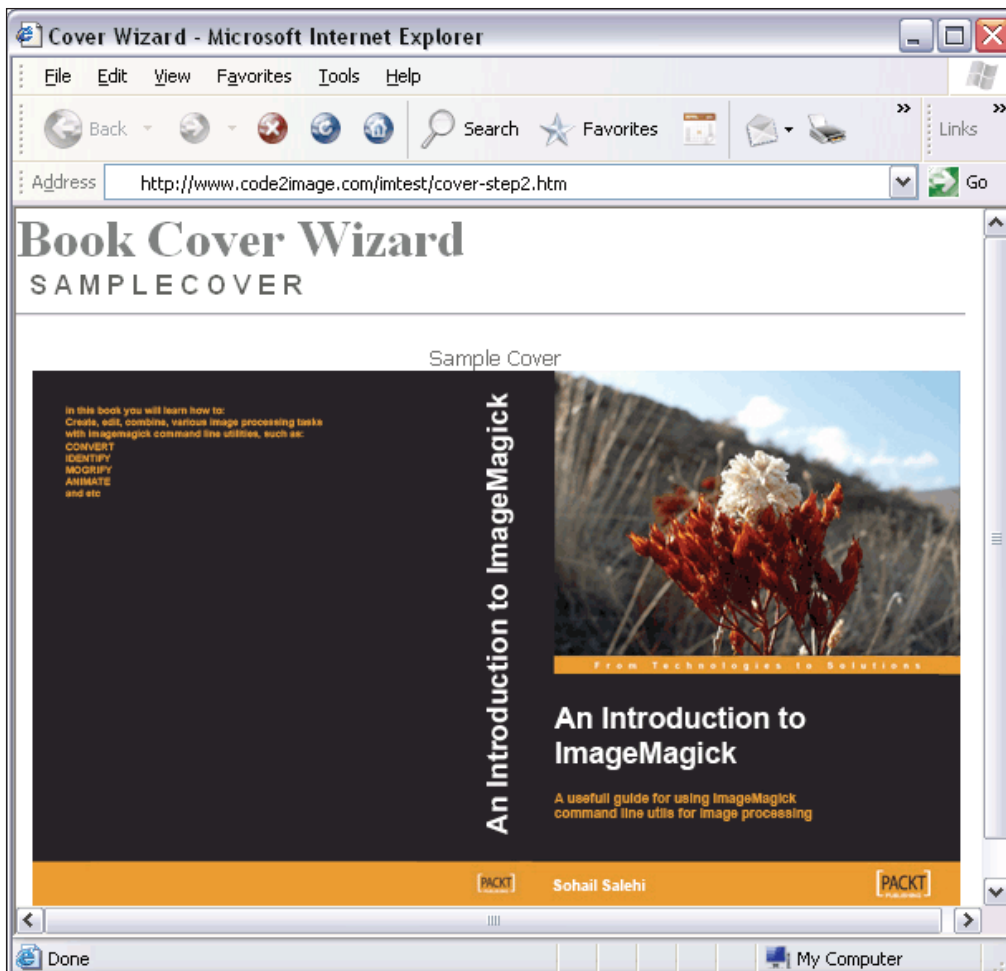 Cover Wizard - Microsoft Internet Explorer
File Edit View Favorites Tools Help
Back Search Favorites Links
Address http://www.code2image.com/imtest/cover-step2.htm Go
Book Cover Wizard
SAMPLECOVER
Sample Cover
In this book you will learn how to:
Create, edit, combine, various image processing tasks
with imagemagick command line utilities, such as:
CONVERT
IDENTIFY
MOGRIFY
ANIMATE
and etc
An Introduction to ImageMagick
From Technologies to Solutions
An Introduction to
ImageMagick
A usefull guide for using ImageMagick
command line utils for image processing
[PACKT]
PUBLISHING
Sohail Salehi
[PACKT]
PUBLISHING
Done My Computer